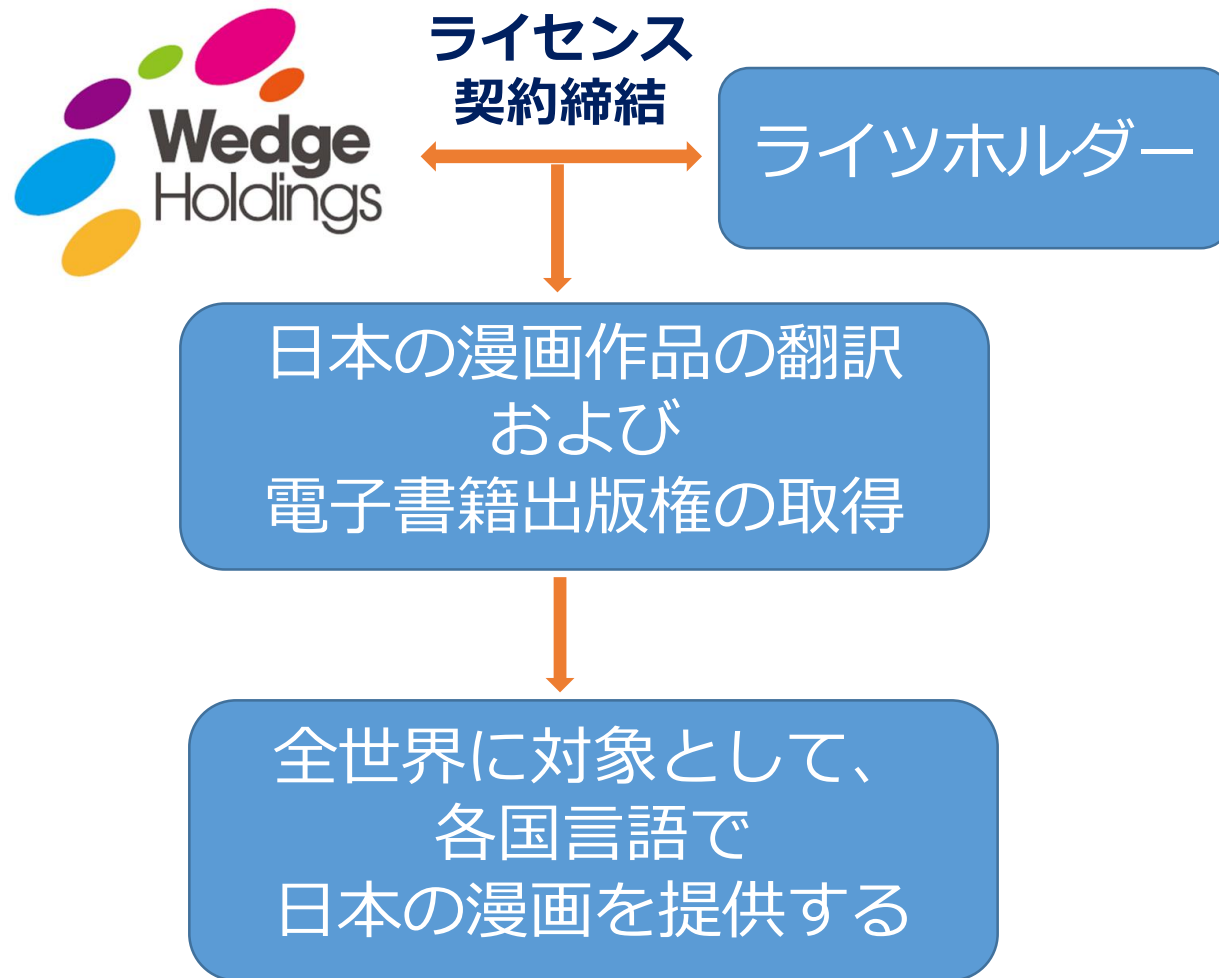 Wedge
Holdings
ライセンス
契約締結
ライツホルダー
日本の漫画作品の翻訳
および
電子書籍出版権の取得
全世界に対象として、
各国言語で
日本の漫画を提供する